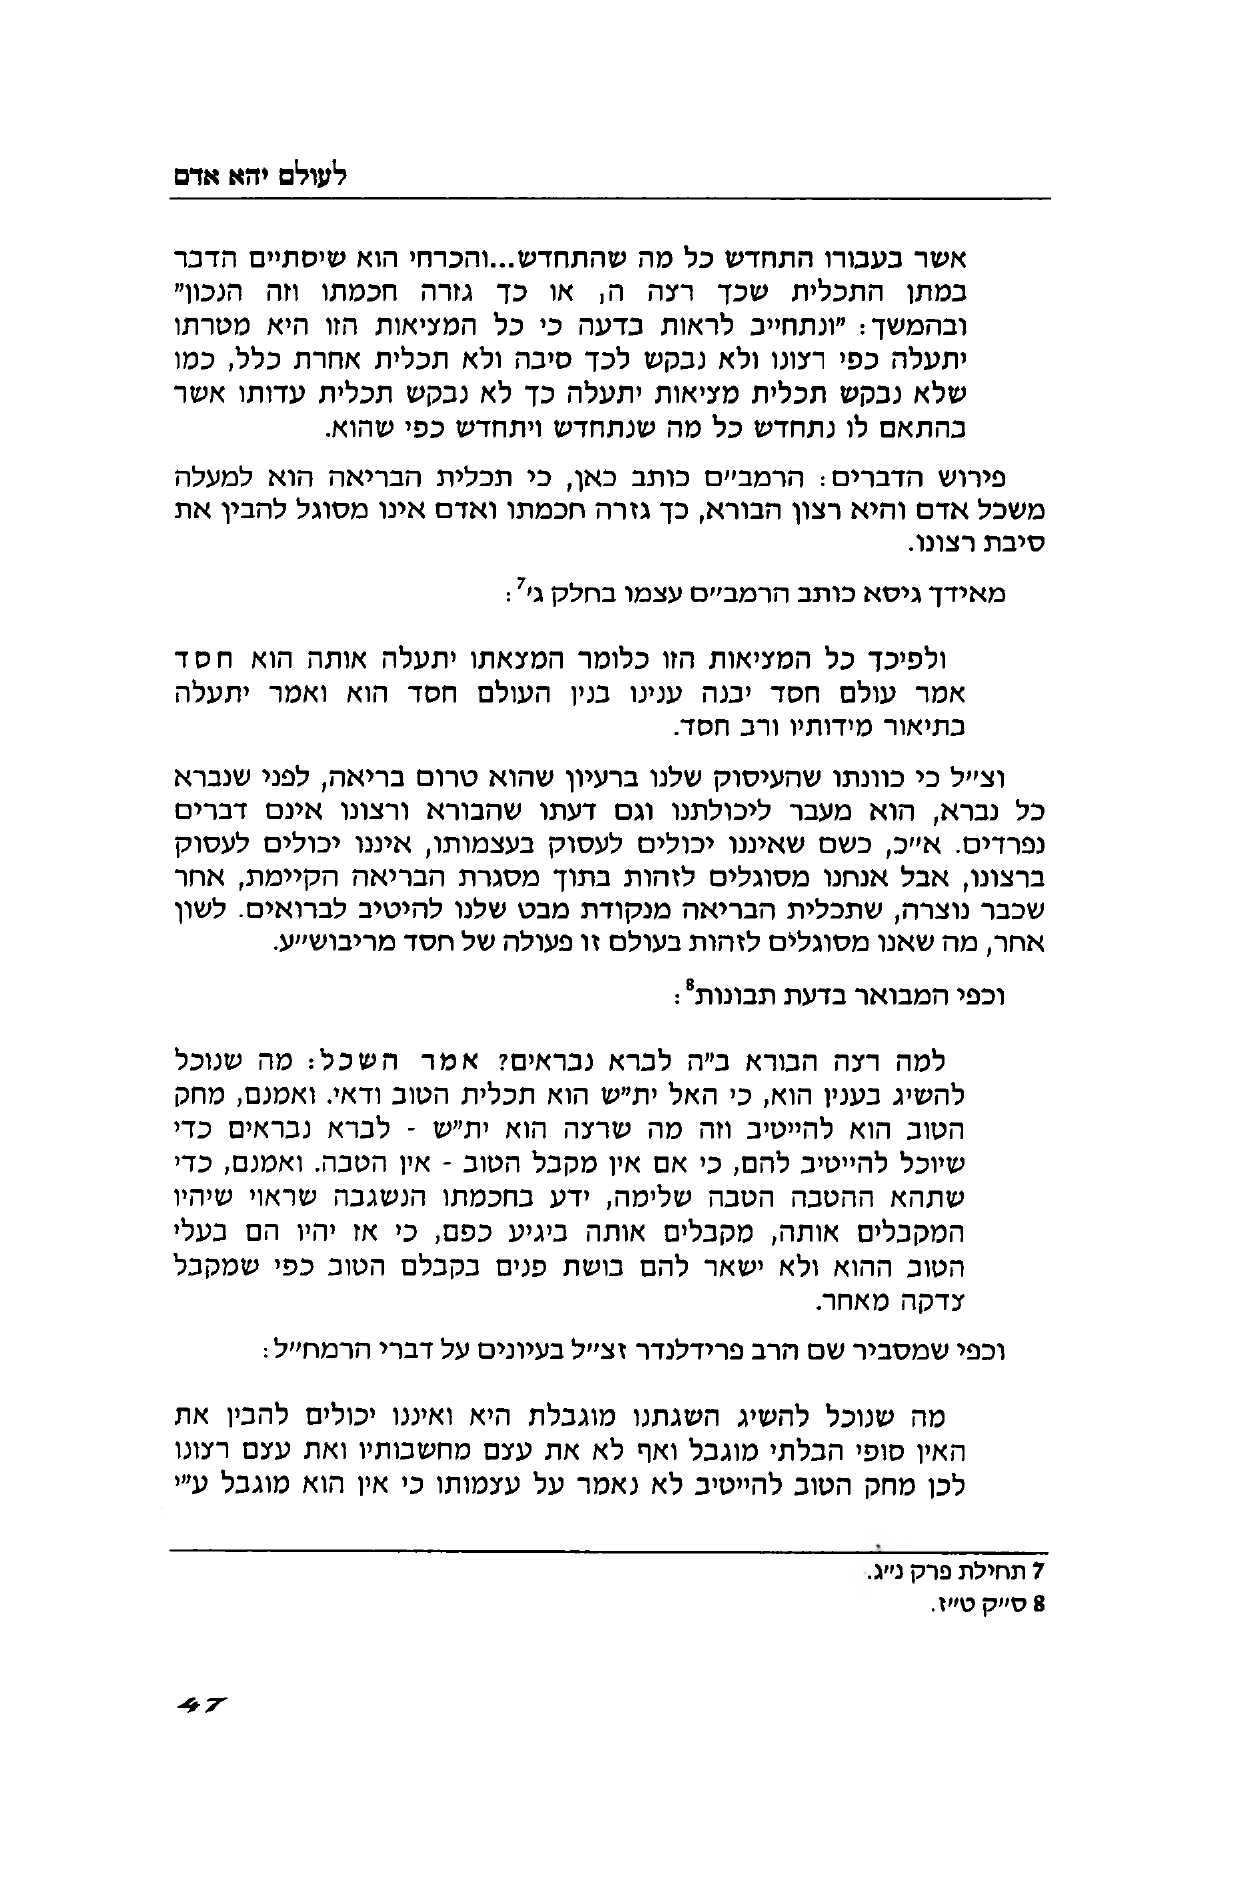 לעולם יהא אדם
אשר בעבורו התחדש כל מה שהתחדש...והכרחי הוא שיסתיים הדבר
במתן התכלית שכך רצה ה, או כך גזרה חכמתו וזה הנכון"
ובהמשך: "ונתחייב לראות בדעה כי כל המציאות הזו היא מטרתו
יתעלה כפי רצונו ולא נבקש לכך סיבה ולא תכלית אחרת כלל, כמו
שלא נבקש תכלית מציאות יתעלה כך לא נבקש תכלית עדותו אשר
בהתאם לו נתחדש כל מה שנתחדש ויתחדש כפי שהוא.
פירוש הדברים: הרמב"ם כותב כאן, כי תכלית הבריאה הוא למעלה
משכל אדם והיא רצון הבורא, כך גזרה חכמתו ואדם אינו מסוגל להבין את
סיבת רצונו.
מאידך גיסא כותב הרמב"ם עצמו בחלק ג'7:
ולפיכך כל המציאות הזו כלומר המצאתו יתעלה אותה הוא חסד
אמר עולם חסד יבנה ענינו בנין העולם חסד הוא ואמר יתעלה
בתיאור מידותיו ורב חסד.
וצ"ל כי כוונתו שהעיסוק שלנו ברעיון שהוא טרום בריאה, לפני שנברא
כל נברא, הוא מעבר ליכולתנו וגם דעתו שהבורא ורצונו אינם דברים
נפרדים. א"כ, כשם שאיננו יכולים לעסוק בעצמותו, איננו יכולים לעסוק
ברצונו, אבל אנחנו מסוגלים לזהות בתוך מסגרת הבריאה הקיימת, אחר
שכבר נוצרה, שתכלית הבריאה מנקודת מבט שלנו להיטיב לברואים. לשון
אחר, מה שאנו מסוגלים לזהות בעולם זו פעולה של חסד מריבוש"ע.
וכפי המבואר בדעת תבונות8:
למה רצה הבורא ב"ה לברא נבראים? אמר השכל: מה שנוכל
להשיג בענין הוא, כי האל ית"ש הוא תכלית הטוב ודאי. ואמנם, מחק
הטוב הוא להייטיב וזה מה שרצה הוא ית"ש - לברא נבראים כדי
שיוכל להייטיב להם, כי אם אין מקבל הטוב - אין הטבה. ואמנם, כדי
שתהא ההטבה הטבה שלימה, ידע בחכמתו הנשגבה שראוי שיהיו
המקבלים אותה, מקבלים אותה ביגיע כפם, כי אז יהיו הם בעלי
הטוב ההוא ולא ישאר להם בושת פנים בקבלם הטוב כפי שמקבל
צדקה מאחר.
וכפי שמסביר שם הרב פרידלנדר זצ"ל בעיונים על דברי הרמח"ל:
מה שנוכל להשיג השגתנו מוגבלת היא ואיננו יכולים להבין את
האין סופי הבלתי מוגבל ואף לא את עצם מחשבותיו ואת עצם רצונו
לכן מחק הטוב להייטיב לא נאמר על עצמותו כי אין הוא מוגבל ע"י
7 תחילת פרק נ"ג.
8 ס"ק ט"ז.
47